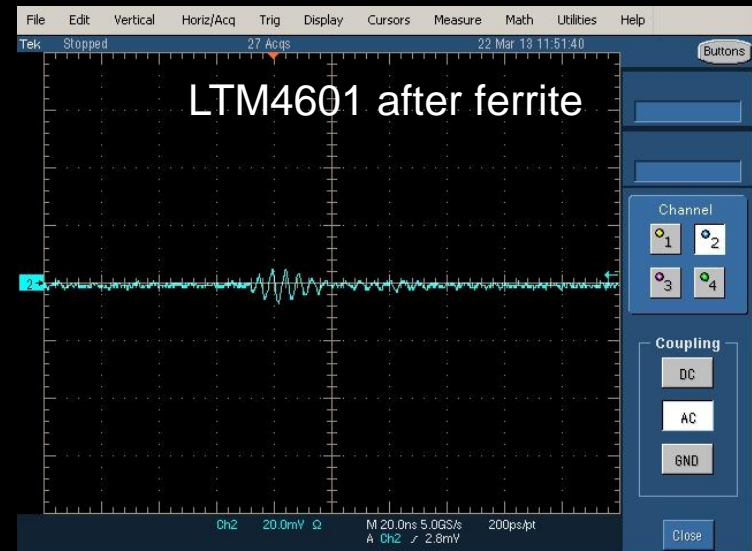 File Edit Vertical Horiz/Acq Trig Display Cursors Measure Math Utilities Help
Tek Stopped 27 Acqs 22 Mar 13 11:51:40
Buttons
LTM4601 after ferrite
Channel
1 2
2
3 4
Coupling
DC
AC
GND
Ch2 20.0mV Ω M 20.0ns 5.0GS/s 200ps/pt
A Ch2 / 2.8mV
Close